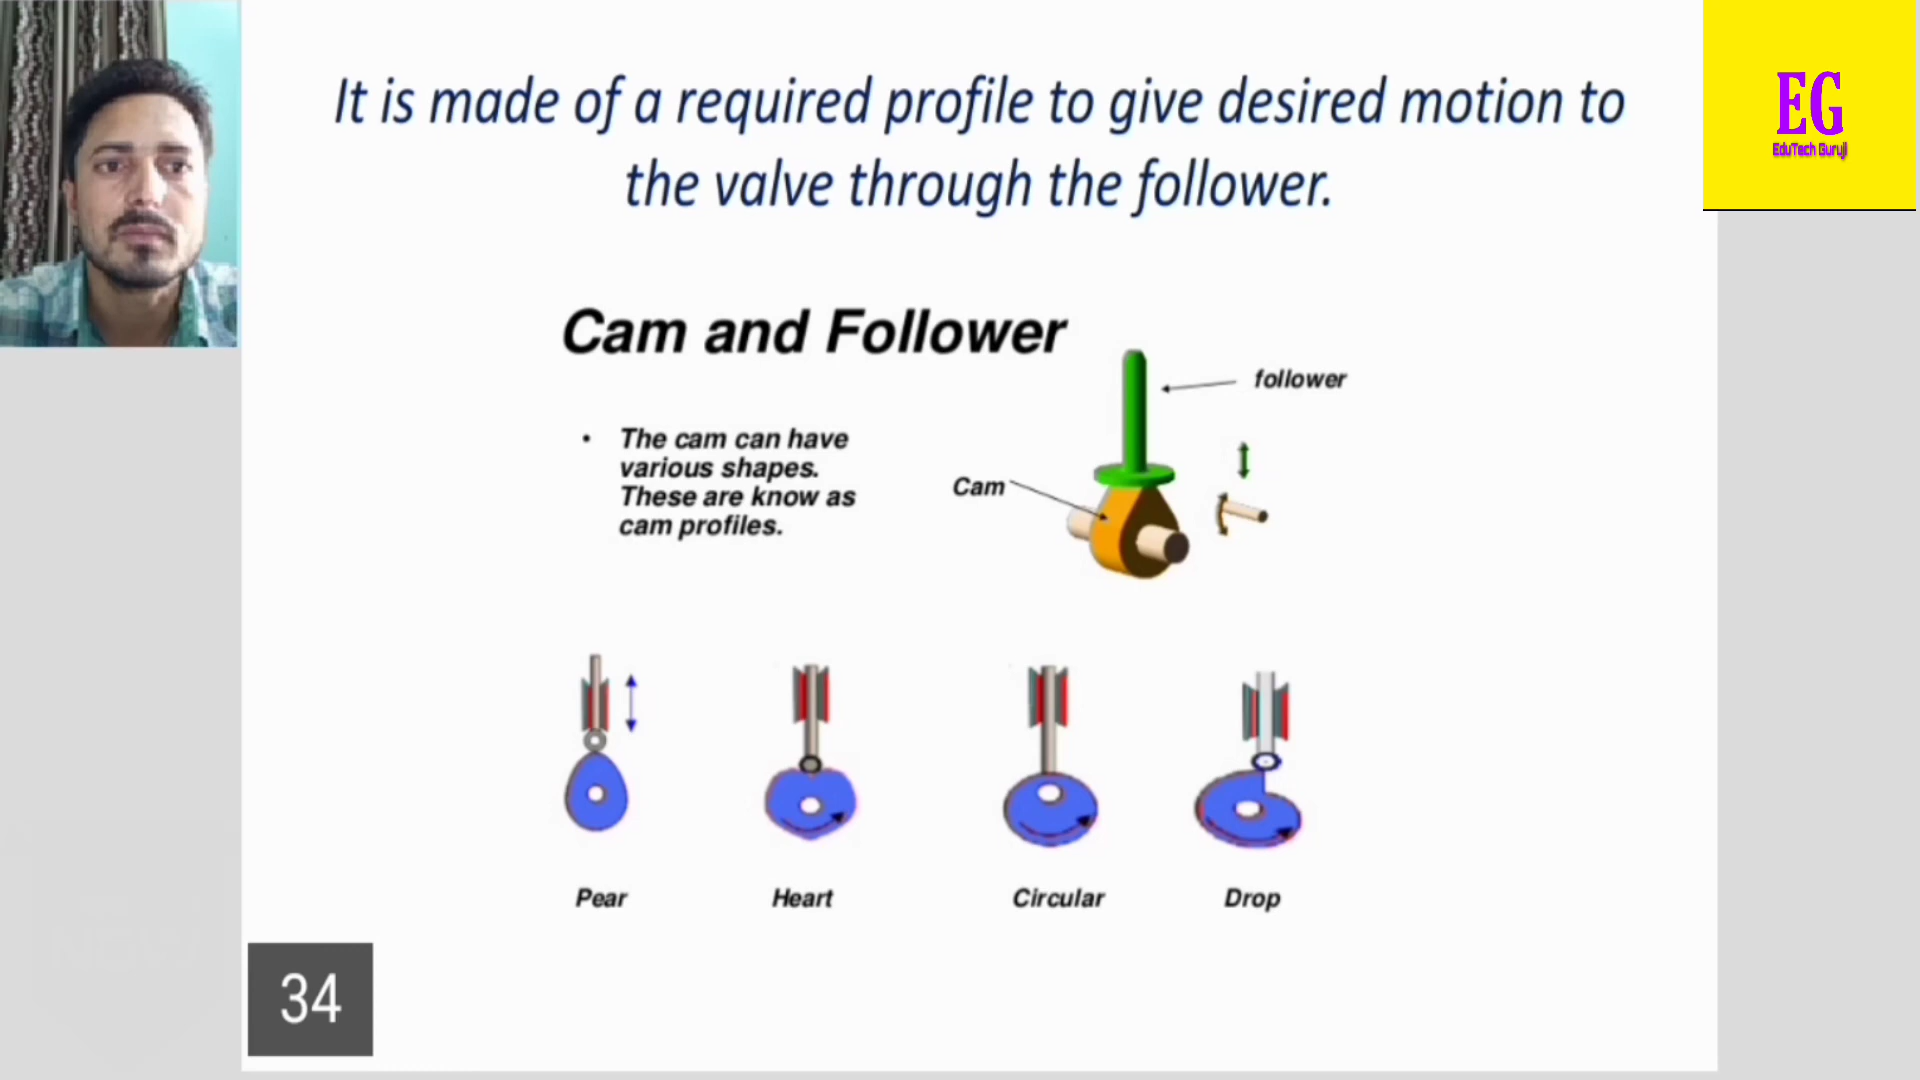 It is made of a required profile to give desired motion to
the valve through the follower.
EG
EduTech Guruji
Cam and Follower
follower
• The cam can have
various shapes.
These are know as
cam profiles.
Cam
Pear Heart Circular Drop
34